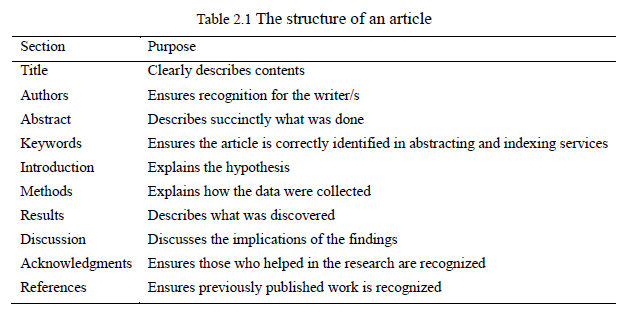 Table 2.1 The structure of an article
Section Purpose
Title Clearly describes contents
Authors Ensures recognition for the writer/s
Abstract Describes succinctly what was done
Keywords Ensures the article is correctly identified in abstracting and indexing services
Introduction Explains the hypothesis
Methods Explains how the data were collected
Results Describes what was discovered
Discussion Discusses the implications of the findings
Acknowledgments Ensures those who helped in the research are recognized
References Ensures previously published work is recognized